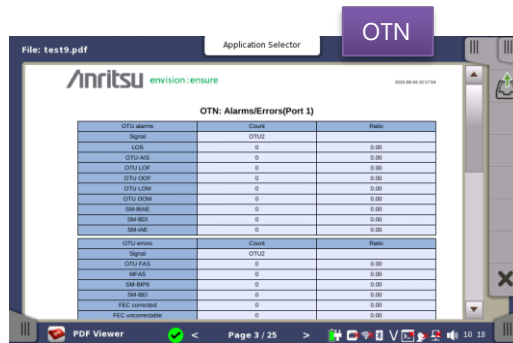 OTN
File: test9.pdf
Application Selector
Anritsu envision:ensure
OTN: Alarms/Errors(Port 1)
OTU alarms Count Ratio
Signal OTU2
LOS 0 0.00
OTU-AIS 0 0.00
OTU LOF 0 0.00
OTU OOF 0 0.00
OTU LOM 0 0.00
OTU OOM 0 0.00
SM-BIAE 0 0.00
SM-BDI 0 0.00
SM-IAE 0 0.00
OTU errors Count Ratio
Signal OTU2
OTU FAS 0 0.00
MFAS 0 0.00
SM-BIP8 0 0.00
SM-BEI 0 0.00
FEC corrected 0 0.00
FEC uncorrectable 0 0.00
PDF Viewer < Page 3 / 25 > 10 18